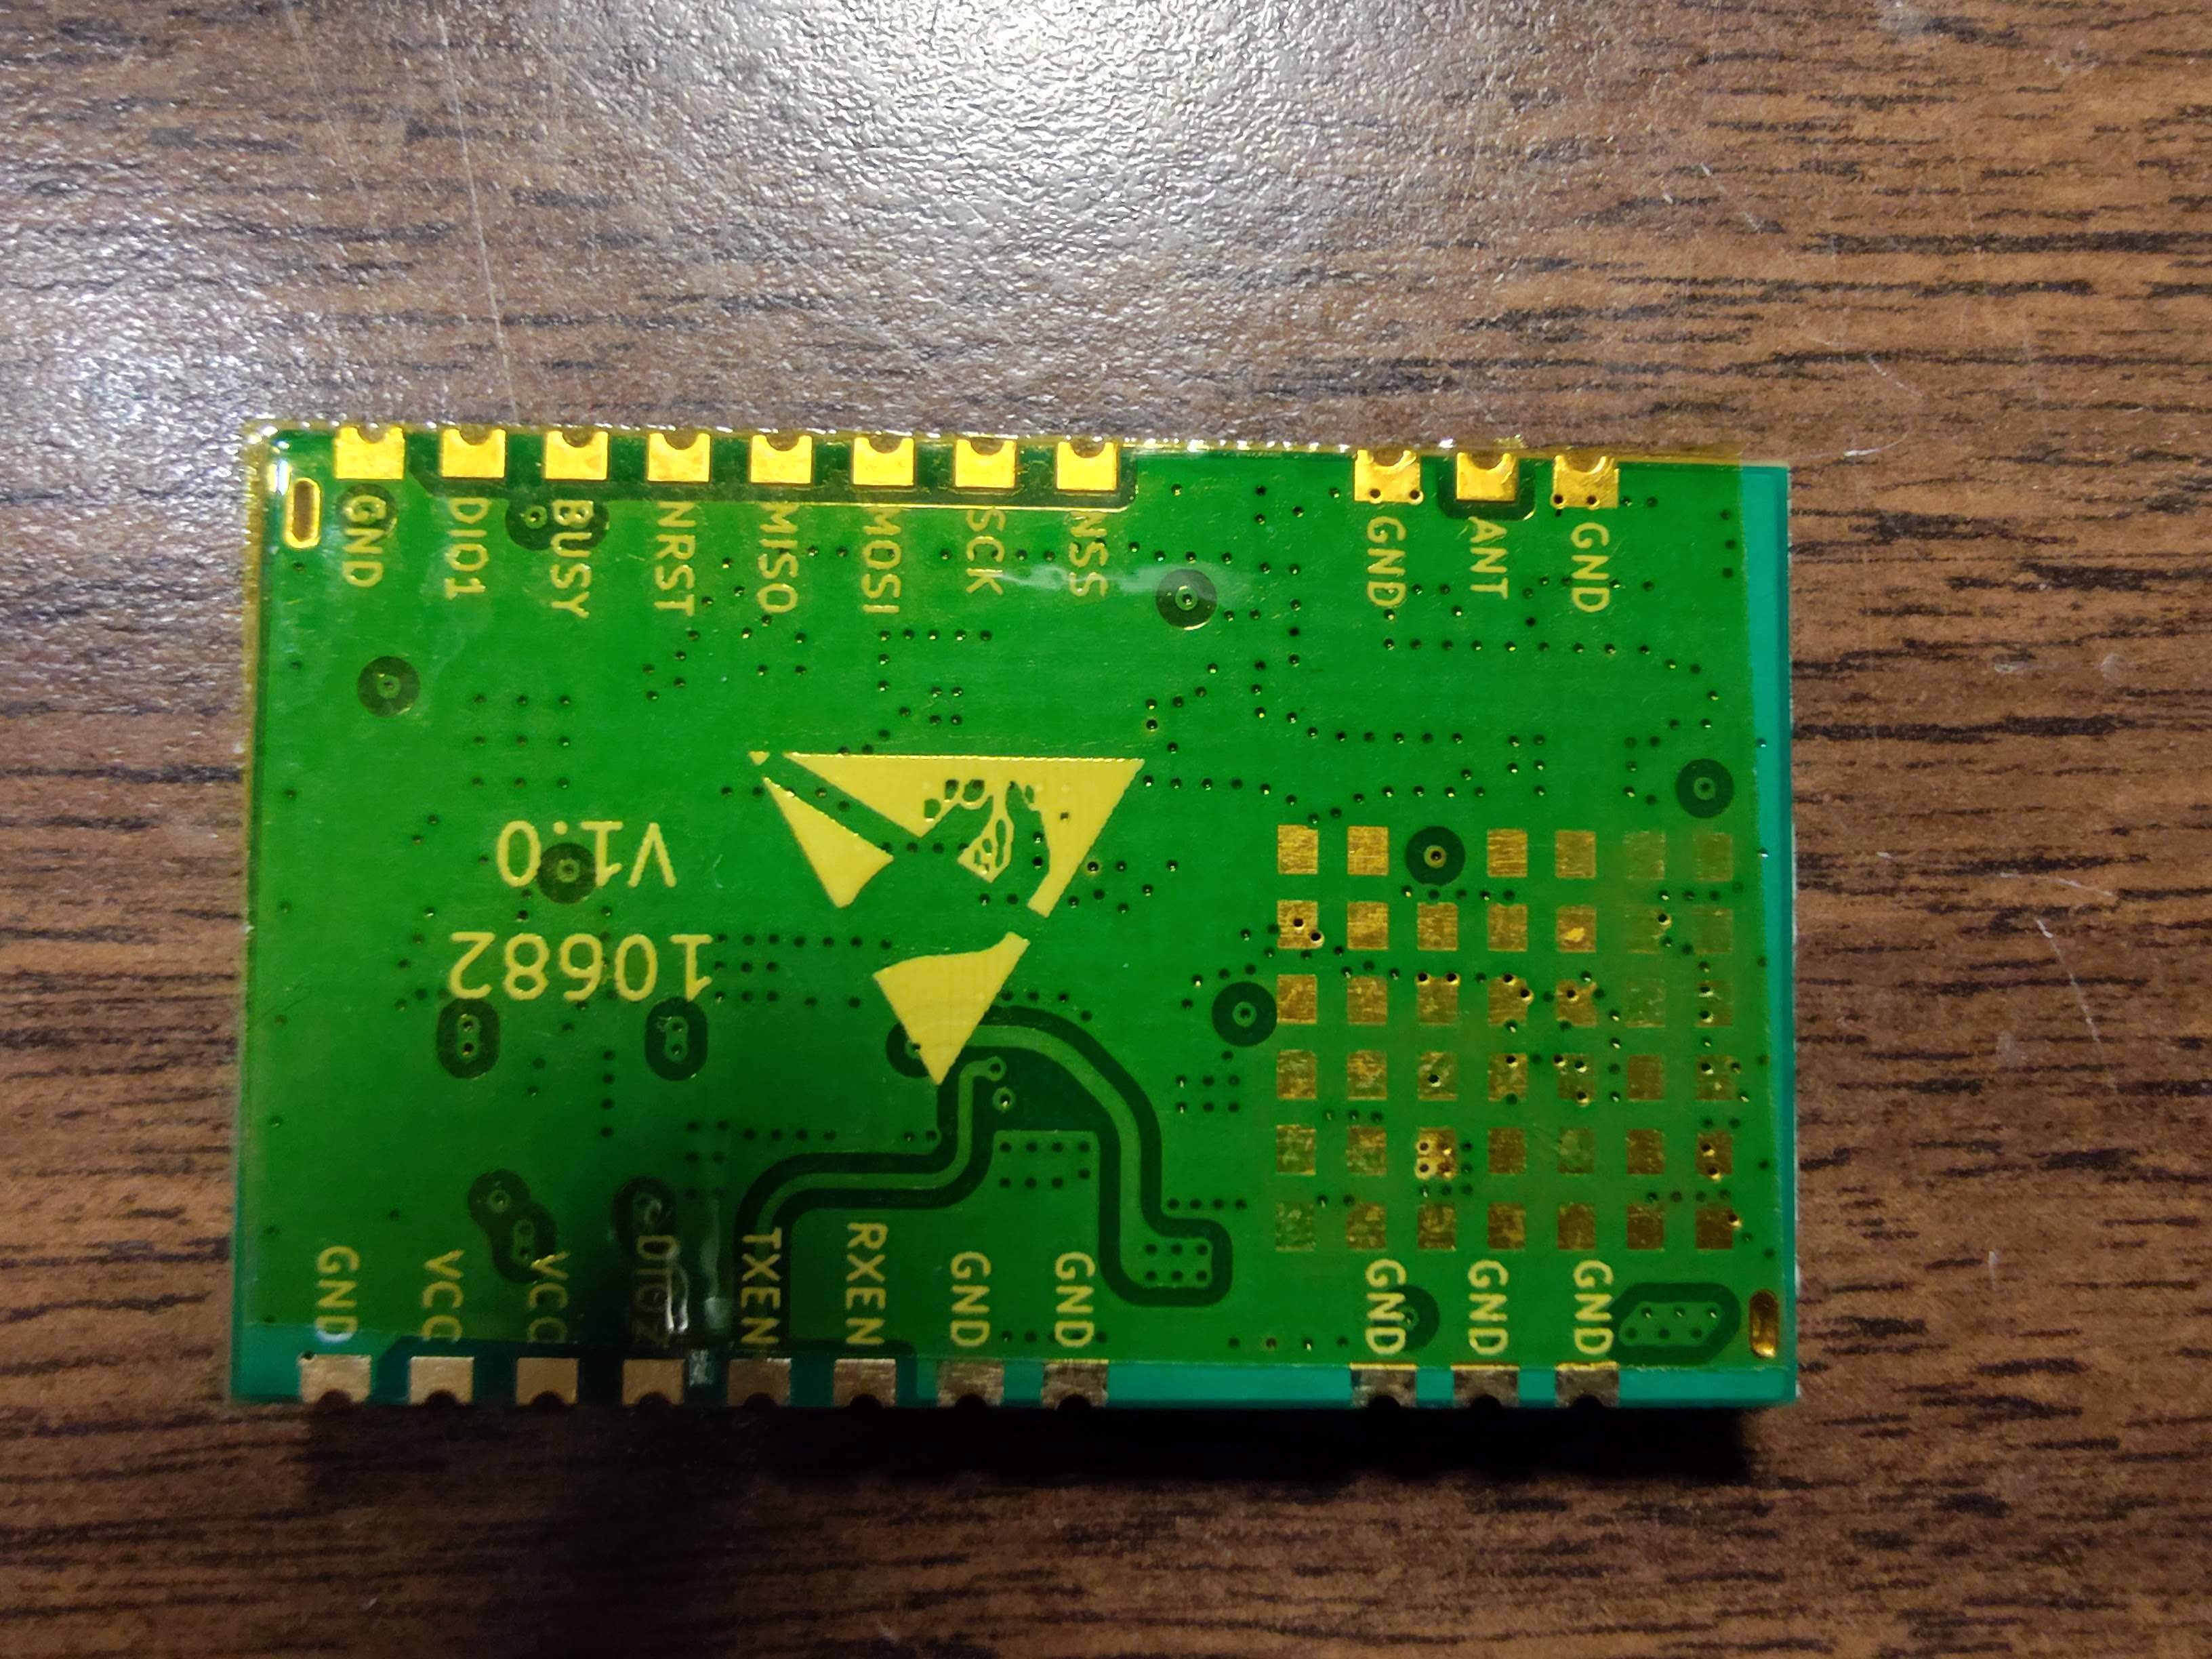 GND
DIO1
BUSY
NRST
MISO
MOSI
SCK
NSS
GND
ANT
GND
10682
V1.0
GND
VCC
VCC
DIO2
TXEN
RXEN
GND
GND
GND
GND
GND